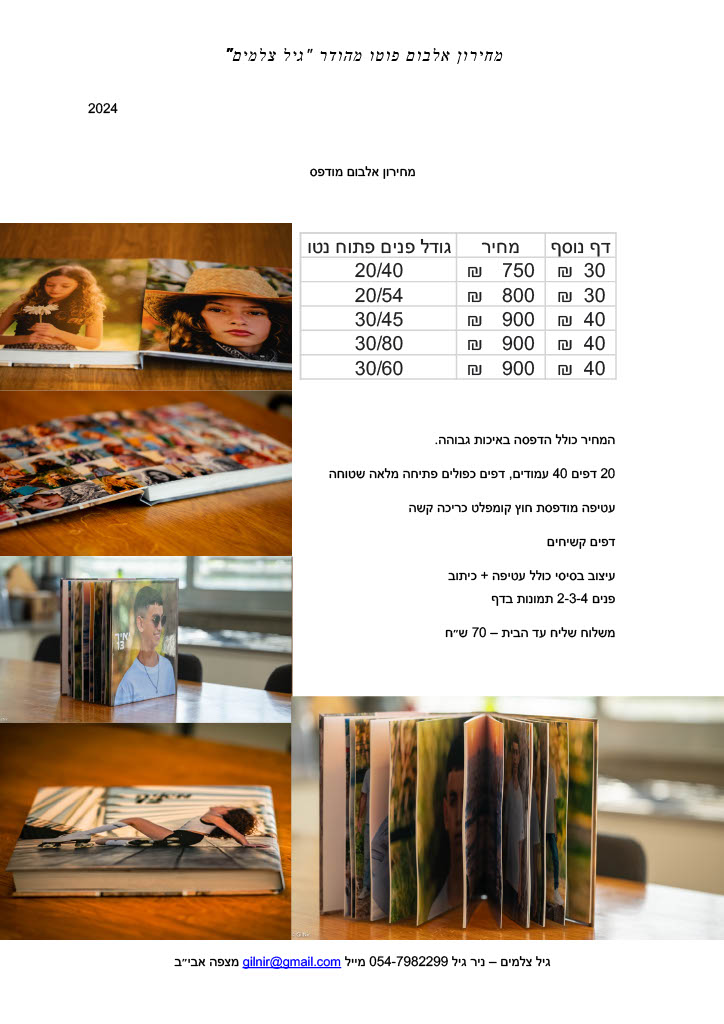 מחירון אלבום פוטו מהודר "גיל צלמים"
2024
מחירון אלבום מודפס
גודל פנים פתוח נטו מחיר דף נוסף
20/40 750 ₪ 30 ₪
20/54 800 ₪ 30 ₪
30/45 900 ₪ 40 ₪
30/80 900 ₪ 40 ₪
30/60 900 ₪ 40 ₪
המחיר כולל הדפסה באיכות גבוהה.
20 דפים 40 עמודים, דפים כפולים פתיחה מלאה שטוחה
עטיפה מודפסת חוץ קומפלט כריכה קשה
דפים קשיחים
עיצוב בסיסי כולל עטיפה + כיתוב
פנים 2-3-4 תמונות בדף
משלוח שליח עד הבית – 70 ש״ח
גיל צלמים – ניר גיל 054-7982299 מייל gilnir@gmail.com מצפה אבי״ב